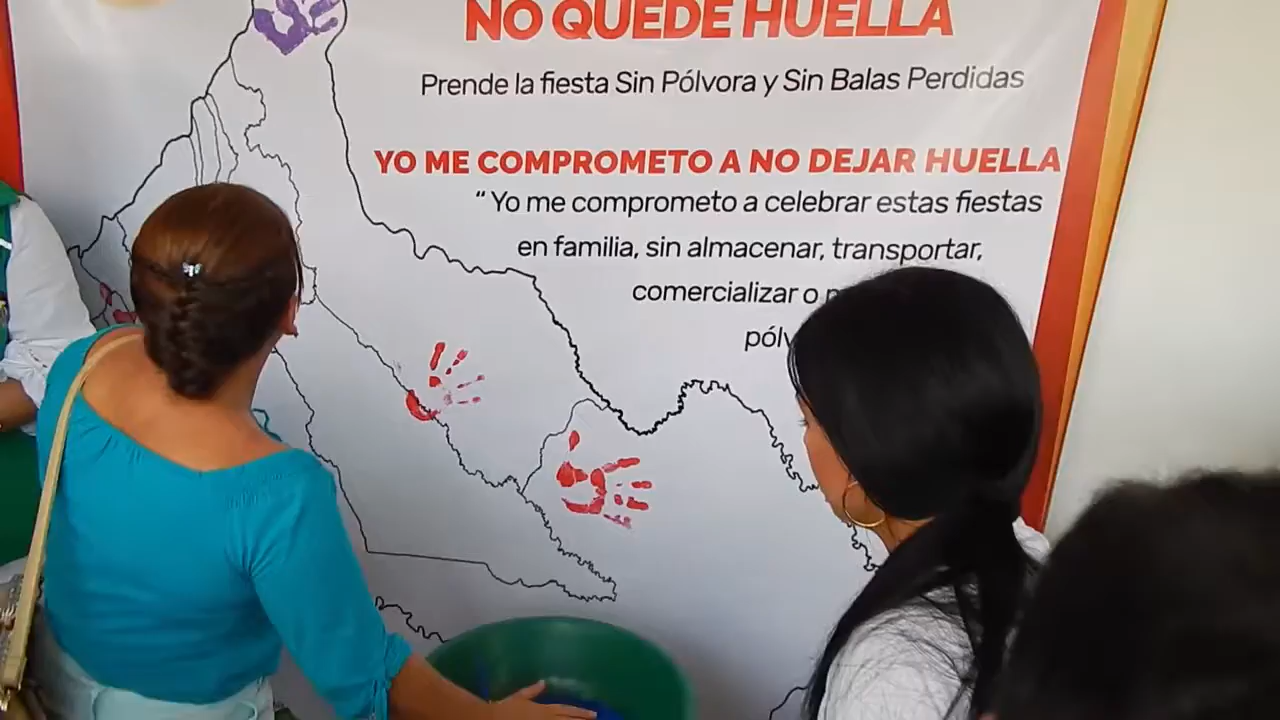 NO QUEDE HUELLA
Prende la fiesta Sin Pólvora y Sin Balas Perdidas
YO ME COMPROMETO A NO DEJAR HUELLA
“ Yo me comprometo a celebrar estas fiestas
en familia, sin almacenar, transportar,
comercializar o